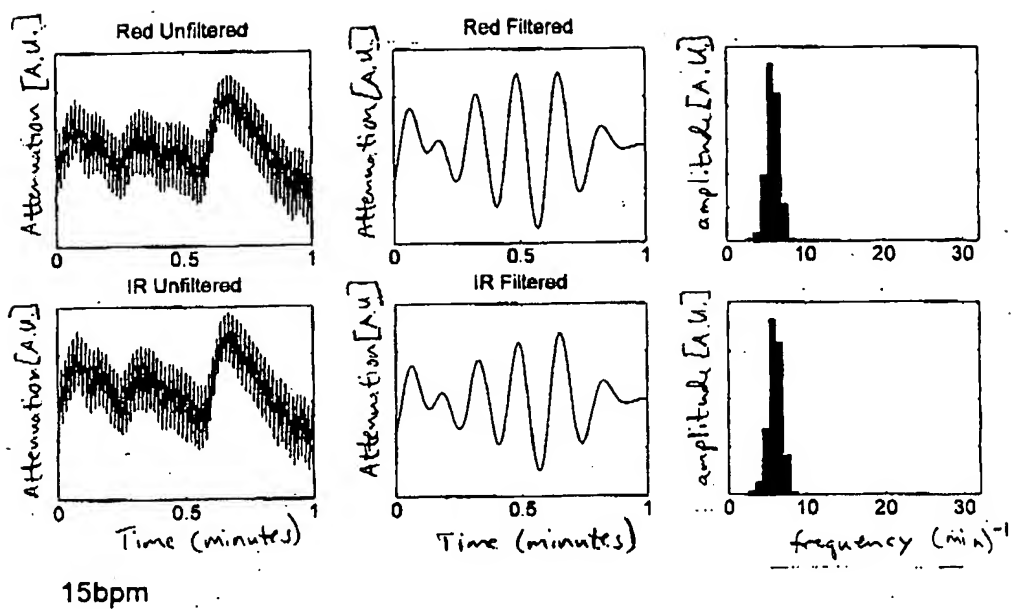 Red Unfiltered
Attenuation [A.U.]
0 0.5 1
Red Filtered
Attenuation [A.U.]
0 0.5 1
amplitude [A.U.]
0 10 20 30
IR Unfiltered
Attenuation [A.U.]
0 0.5 1
Time (minutes)
IR Filtered
Attenuation [A.U]
0 0.5 1
Time (minutes)
amplitude [A.U.]
0 10 20 30
frequency (min)⁻¹
15bpm